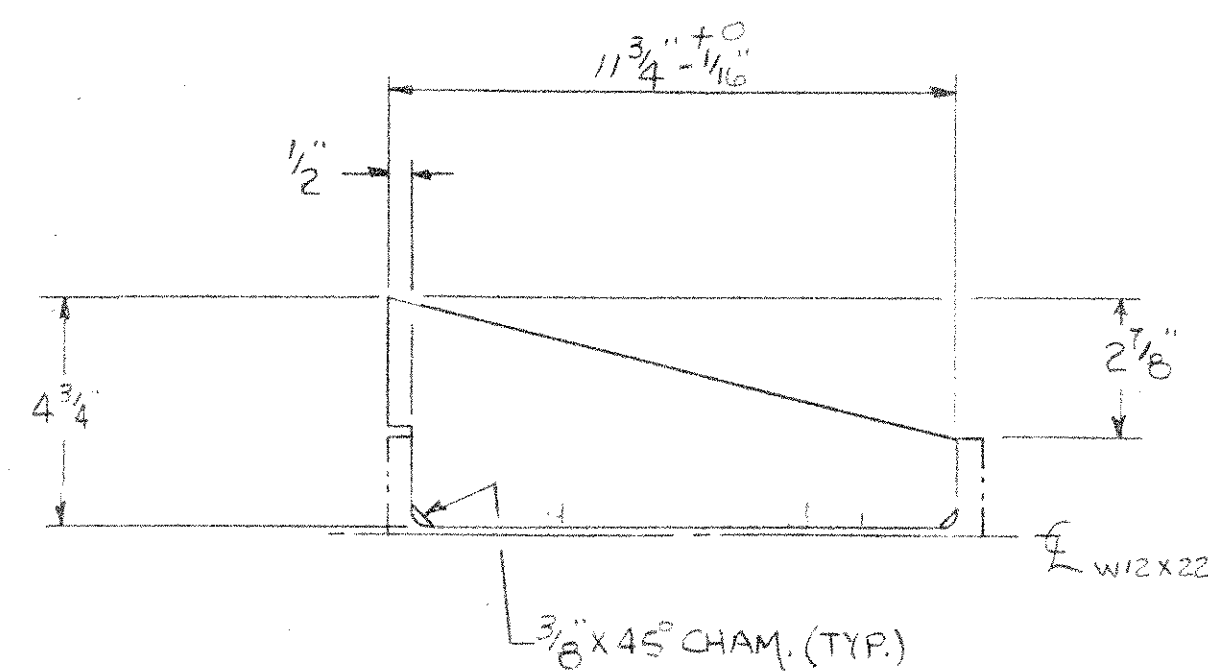 11 3/4" +0 -1/16"
1/2"
2 7/8"
4 3/4"
℄ W12X22
3/8" X 45° CHAM. (TYP.)